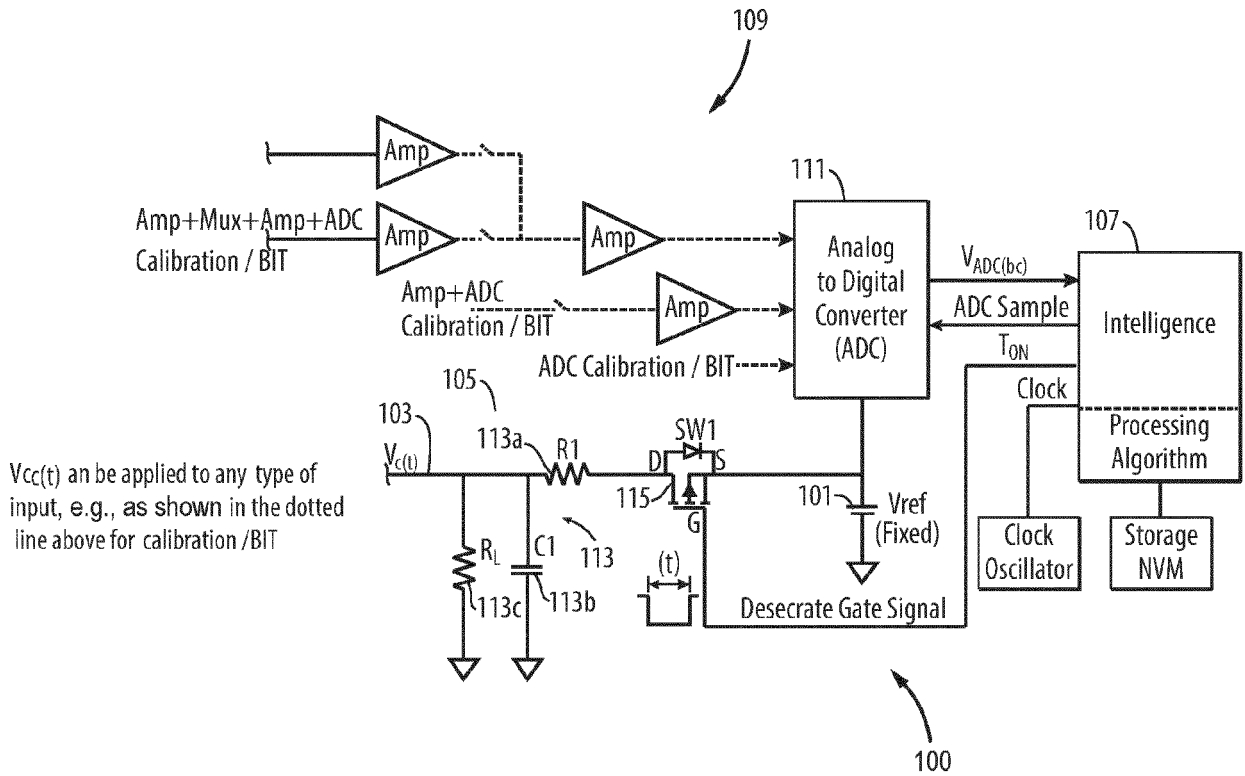 109
Amp
111
Amp+Mux+Amp+ADC
Calibration / BIT
Amp
Amp
Analog
to Digital
Converter
(ADC)
107
V_ADC(bc)
Amp+ADC
Calibration / BIT
Amp
ADC Sample
Intelligence
ADC Calibration / BIT
T_ON
Clock
105
103
113a
R1
SW1
V_c(t)
D
S
115
G
Processing
Algorithm
Vcc(t) an be applied to any type of
input, e.g., as shown in the dotted
line above for calibration /BIT
101
Vref
(Fixed)
R_L
C1
113
113c
113b
(t)
Clock
Oscillator
Storage
NVM
Desecrate Gate Signal
100